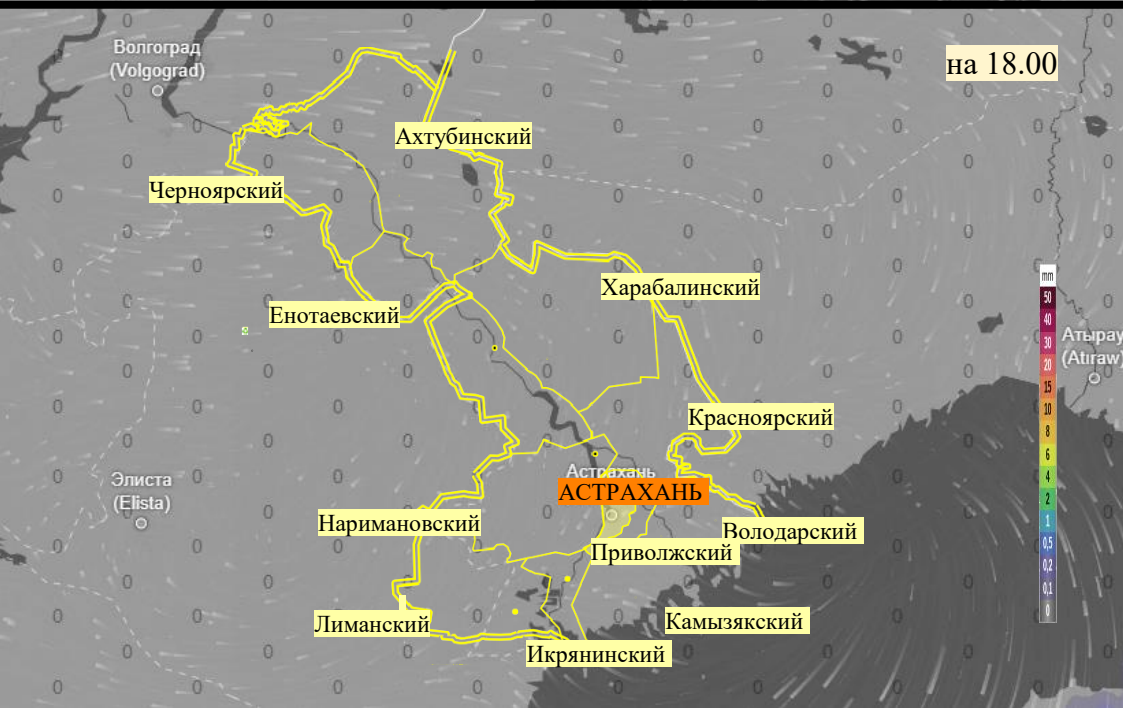 Волгоград
(Volgograd)
на 18.00
Ахтубинский
Черноярский
Харабалинский
Енотаевский
mm
50
40
30
20
15
10
8
6
4
2
1
0,5
0,2
0,1
0
Атырау
(Atıraw)
Красноярский
Элиста
(Elista)
Астрахань
АСТРАХАНЬ
Наримановский
Володарский
Приволжский
Лиманский
Камызякский
Икрянинский